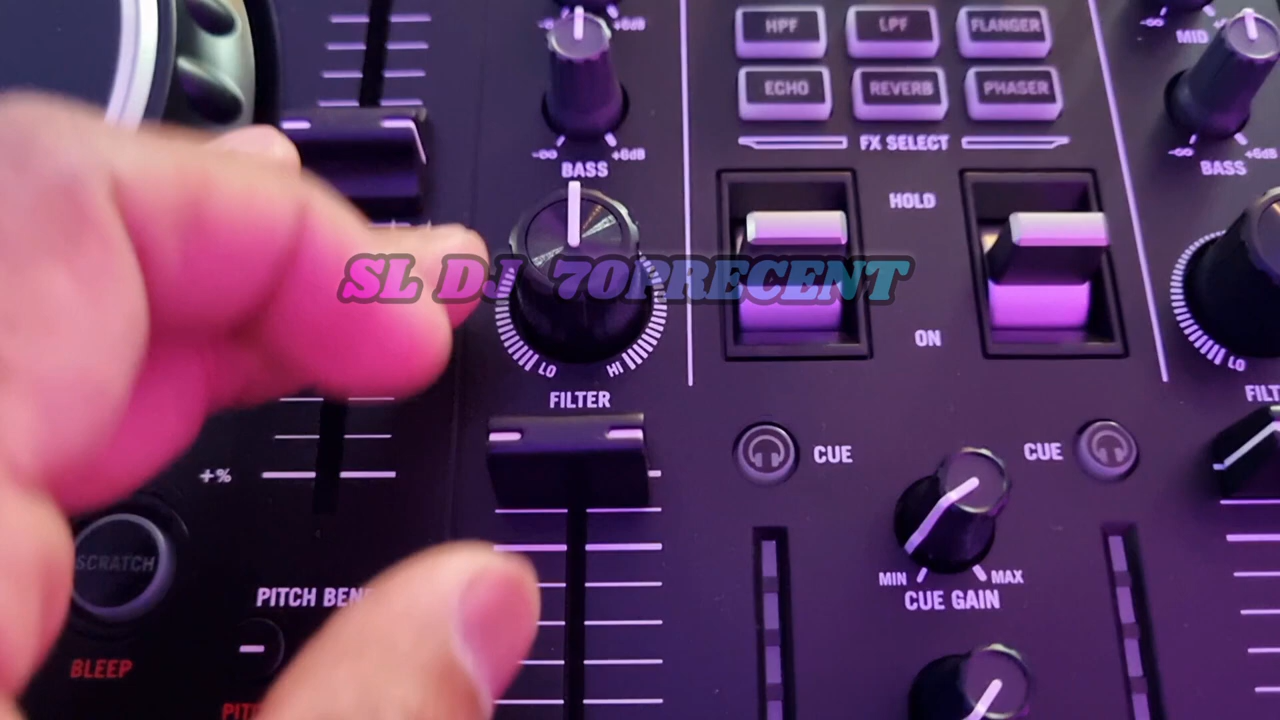 +6dB
-∞ +6dB
BASS
LO HI
FILTER
HPF LPF FLANGER
ECHO REVERB PHASER
FX SELECT
HOLD
ON
SL DJ 70PRECENT
CUE CUE
MIN MAX
CUE GAIN
-∞
MID
-∞ +6dB
BASS
LO
FILT
+%
SCRATCH
PITCH BEN
-
BLEEP
PIT